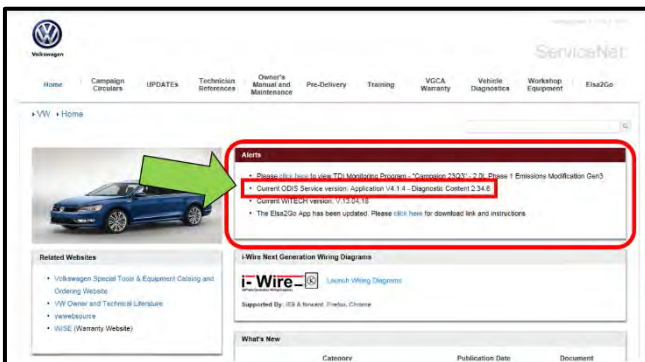 Volkswagen
ServiceNet
Home
Campaign Circulars
UPDATEs
Technician References
Owner's Manual and Maintenance
Pre-Delivery
Training
VGCA Warranty
Vehicle Diagnostics
Workshop Equipment
Elsa2Go
VW
Home
Alerts
Please click here to view TDI Monitoring Program - "Campaign 23Q3" - 2.0L Phase 1 Emissions Modification Gen3
Current ODIS Service version: Application V4.1.4 - Diagnostic Content 2.34.6
Current WiTECH version: V.13.04.18
The Elsa2Go App has been updated. Please click here for download link and instructions
Related Websites
Volkswagen Special Tools & Equipment Catalog and
Ordering Website
VW Owner and Technical Literature
vwwebsource
WISE (Warranty Website)
i-Wire Next Generation Wiring Diagrams
i-Wire
Launch Wiring Diagrams
Supported By: IE8 & forward, Firefox, Chrome
What's New
Category
Publication Date
Document